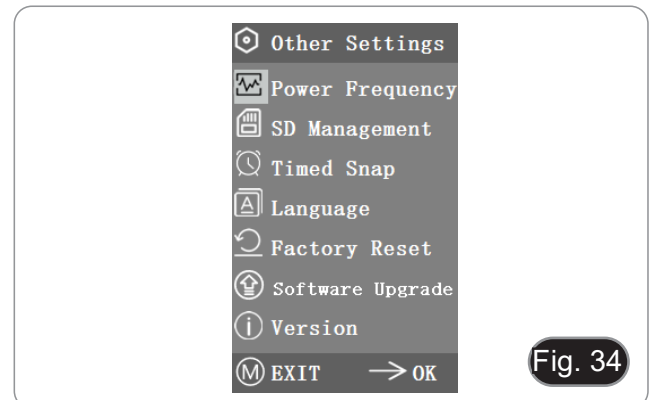 Other Settings
Power Frequency
SD Management
Timed Snap
A Language
Factory Reset
Software Upgrade
i Version
M EXIT → OK
Fig. 34